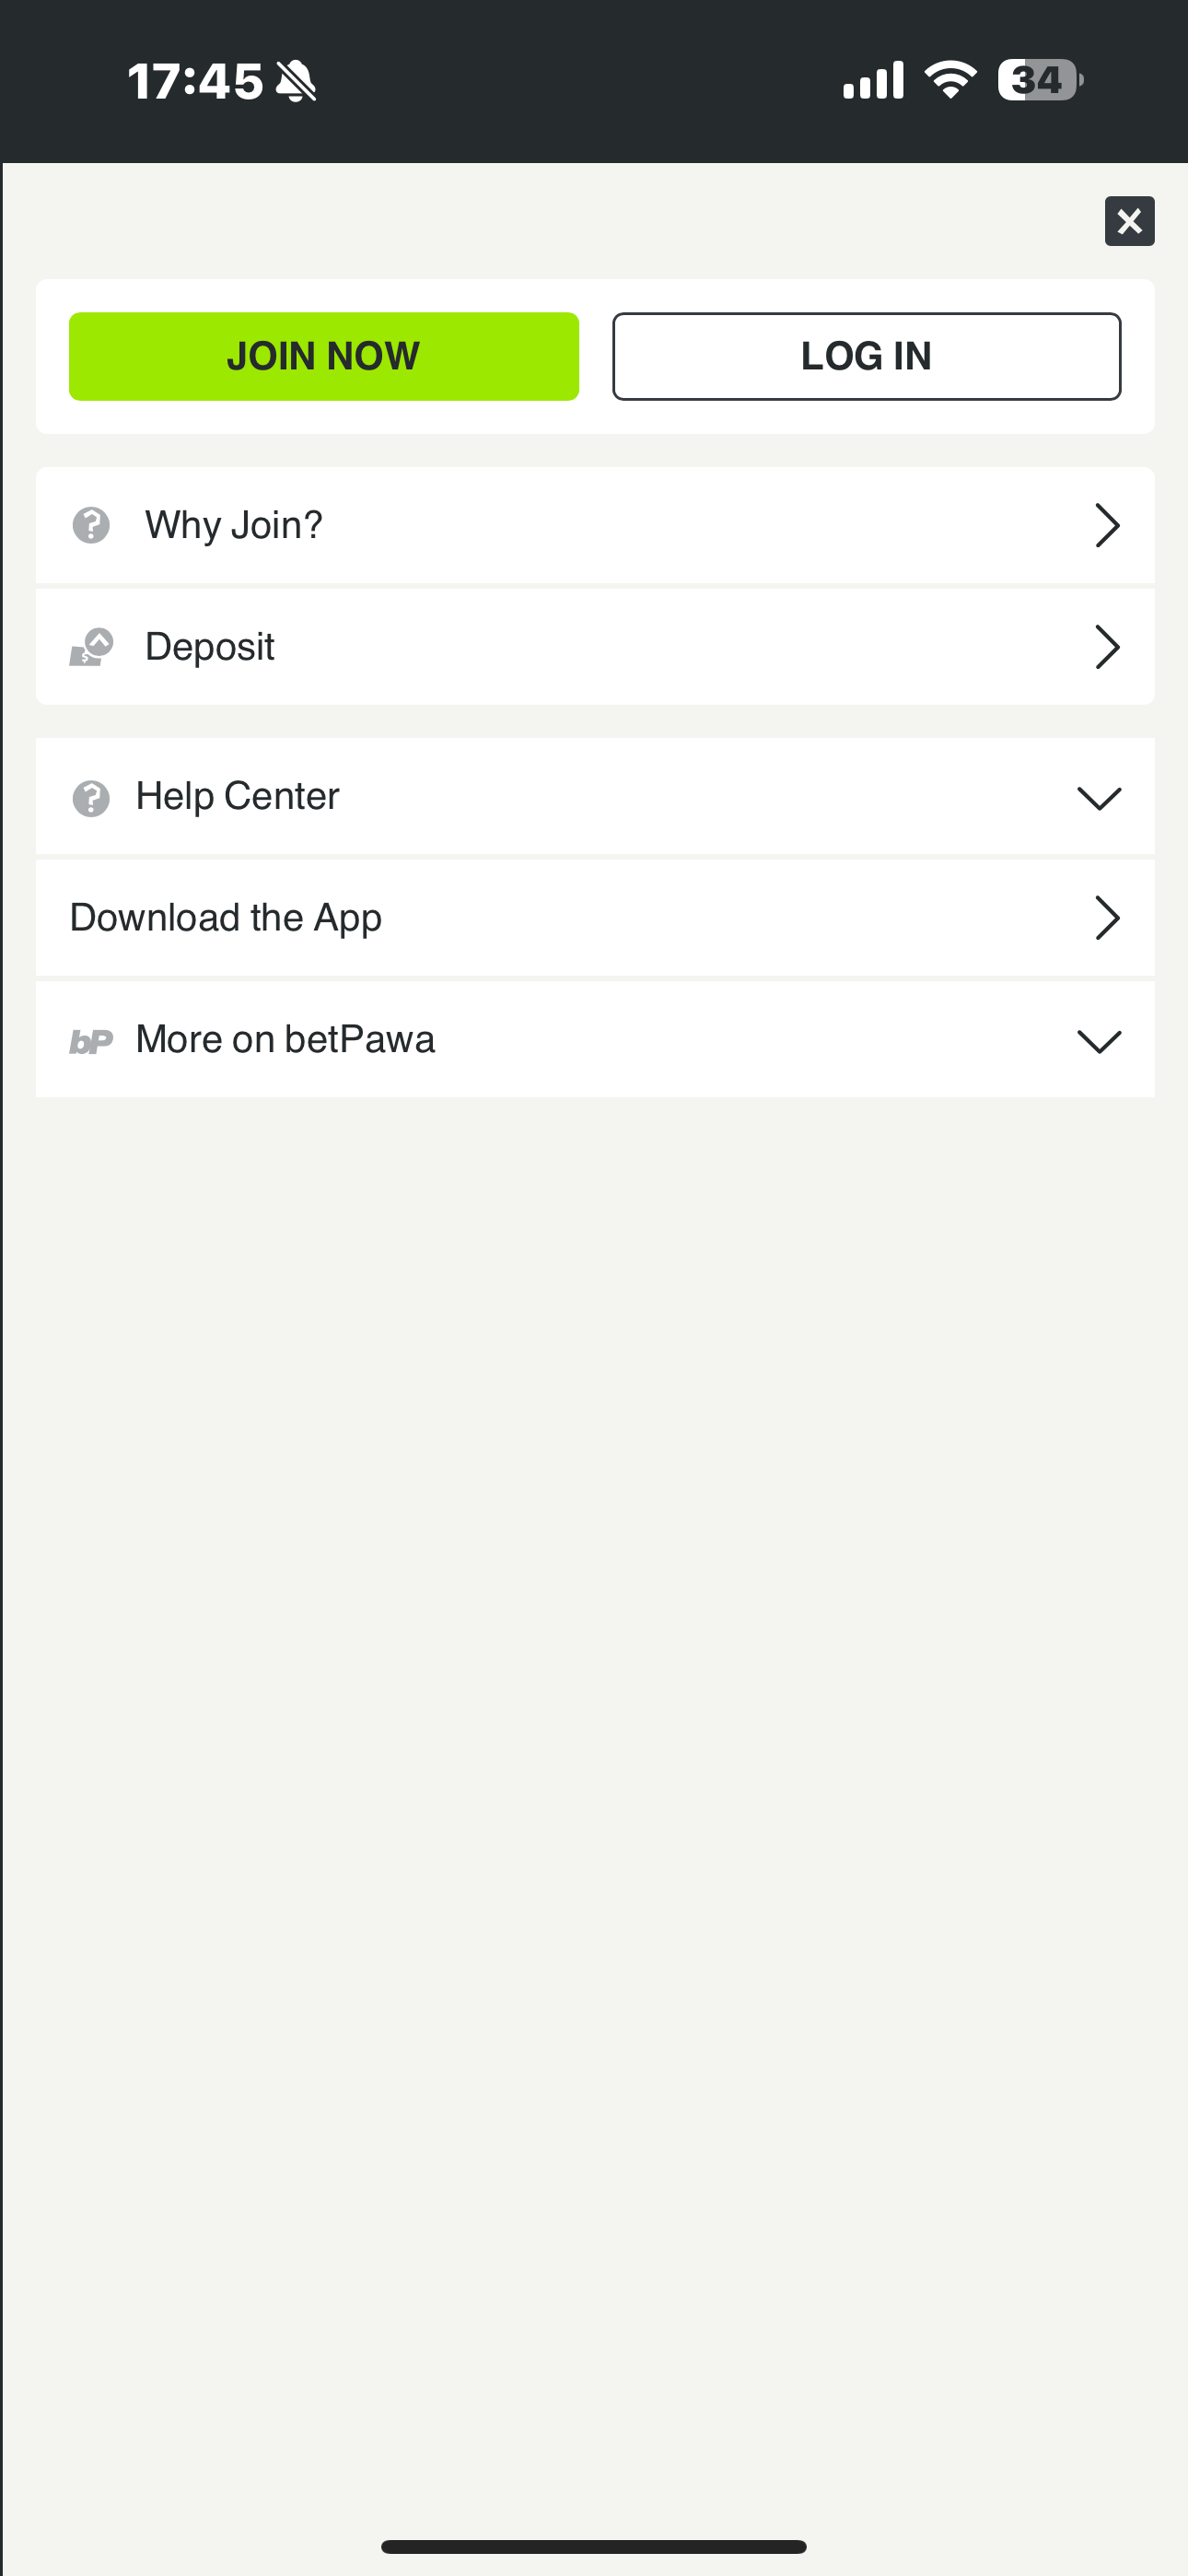 17:45
34
JOIN NOW
LOG IN
Why Join?
Deposit
Help Center
Download the App
bP More on betPawa